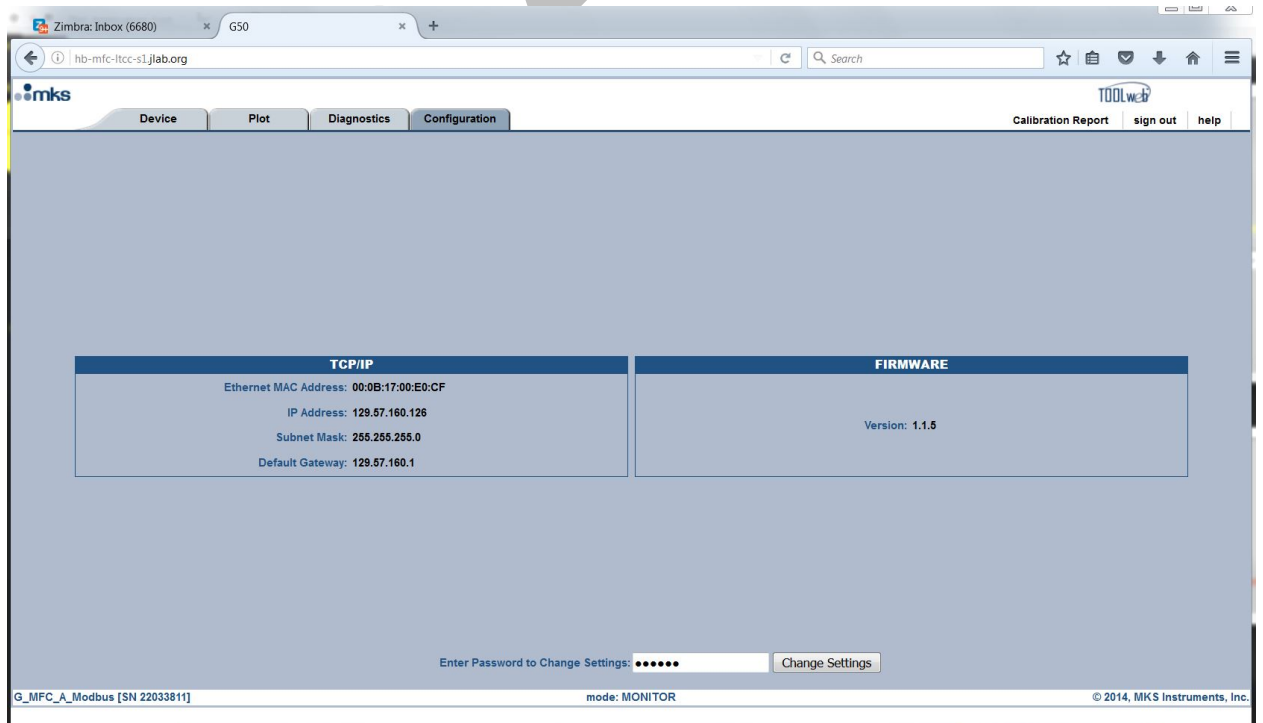 Zimbra: Inbox (6680)
G50
hb-mfc-ltcc-s1.jlab.org
Search
mks
TOOLweb
Device
Plot
Diagnostics
Configuration
Calibration Report
sign out
help
TCP/IP
Ethernet MAC Address: 00:0B:17:00:E0:CF
IP Address: 129.57.160.126
Subnet Mask: 255.255.255.0
Default Gateway: 129.57.160.1
FIRMWARE
Version: 1.1.5
Enter Password to Change Settings: ●●●●●●
Change Settings
G_MFC_A_Modbus [SN 22033811]
mode: MONITOR
© 2014, MKS Instruments, Inc.